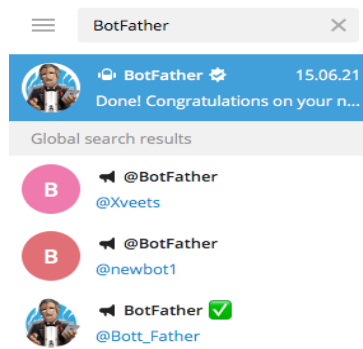 BotFather
BotFather 15.06.21
Done! Congratulations on your n...
Global search results
B @BotFather
@Xveets
B @BotFather
@newbot1
BotFather ✅
@Bott_Father